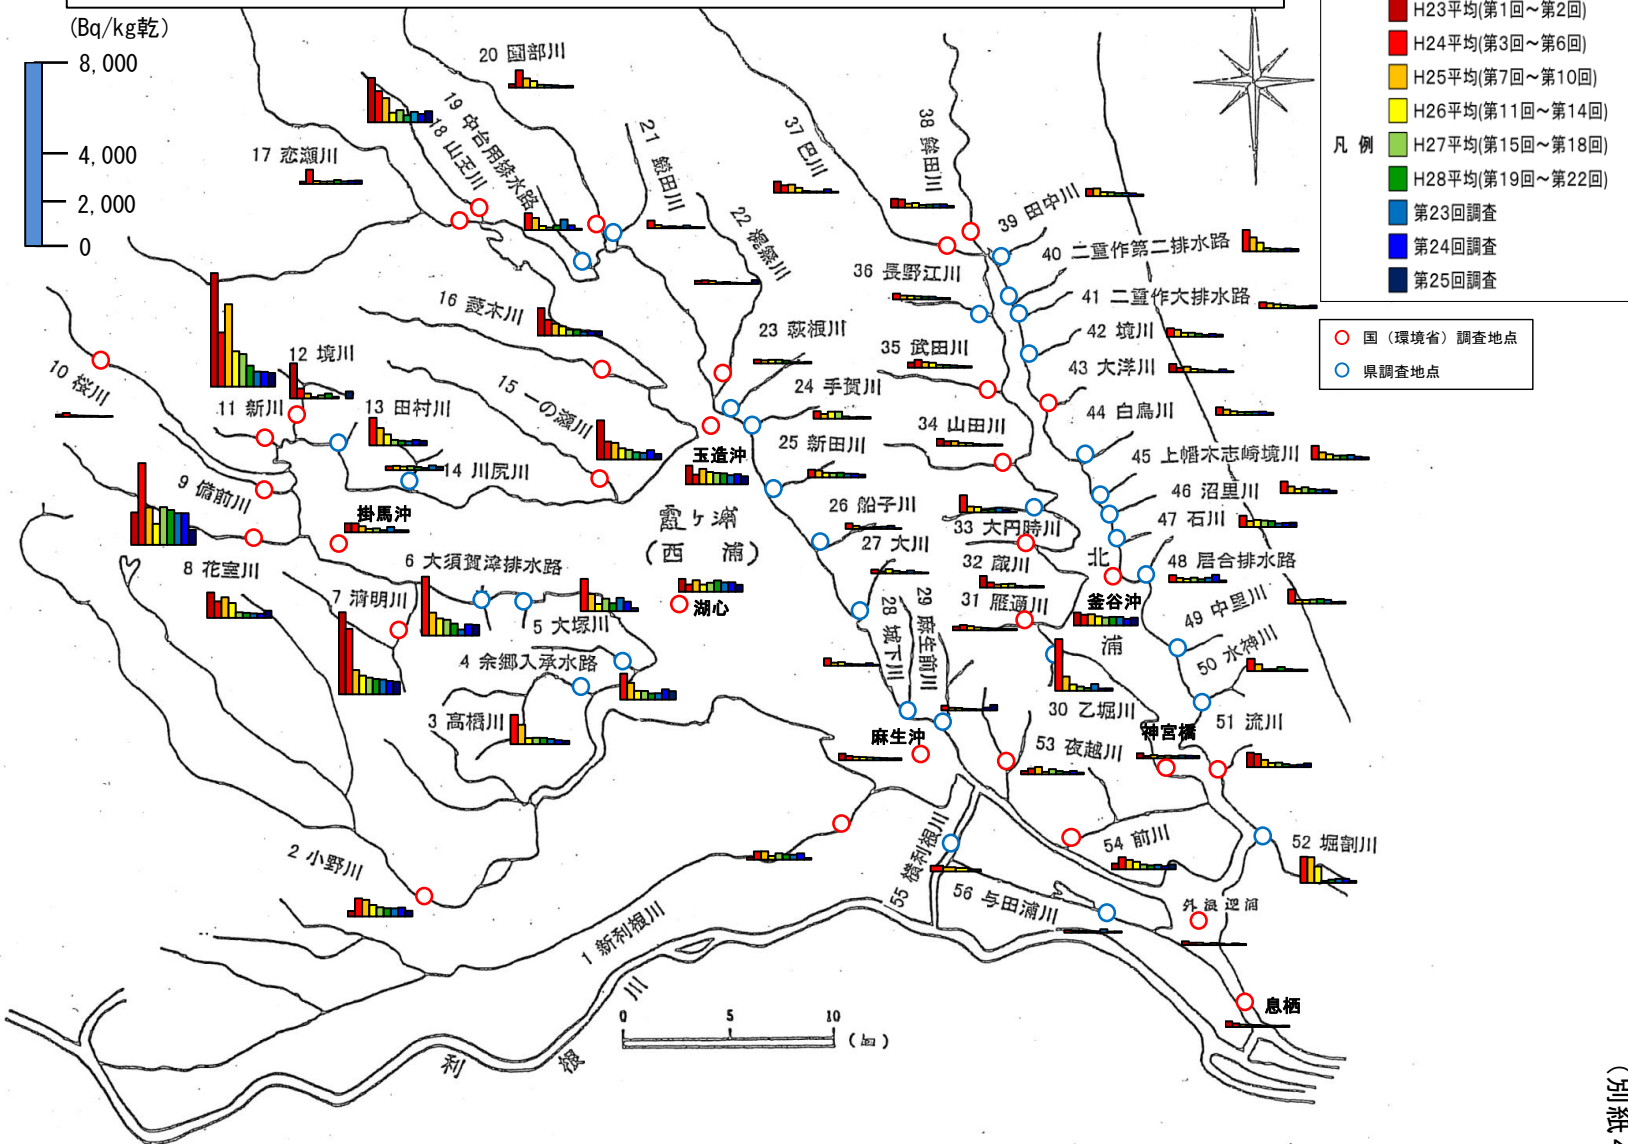 (Bq/kg乾)
8,000
4,000
2,000
0
H23平均(第1回～第2回)
H24平均(第3回～第6回)
H25平均(第7回～第10回)
H26平均(第11回～第14回)
凡 例
H27平均(第15回～第18回)
H28平均(第19回～第22回)
第23回調査
第24回調査
第25回調査
国（環境省）調査地点
県調査地点
20 園部川
19 中台用排水路
18 山王川
17 恋瀬川
21 鎌田川
22 梶無川
37 巴川
38 鉾田川
39 田中川
40 二重作第二排水路
36 長野江川
41 二重作大排水路
16 菱木川
23 萩根川
42 境川
35 武田川
12 境川
43 大洋川
10 桜川
24 手賀川
11 新川
13 田村川
15 一の瀬川
44 白鳥川
34 山田川
25 新田川
玉造沖
45 上幡木志崎境川
14 川尻川
9 備前川
46 沼里川
26 船子川
掛馬沖
霞ヶ浦
(西 浦)
33 大円時川
47 石川
27 大川
北
48 居合排水路
6 大須賀津排水路
32 蔵川
8 花室川
7 清明川
湖心
31 雁通川
釜谷沖
49 中里川
5 大塚川
28 城下川
29 麻生前川
浦
50 水神川
4 余郷入承水路
30 乙堀川
3 高橋川
51 流川
神宮橋
麻生沖
53 夜越川
54 前川
52 堀割川
2 小野川
55 横利根川
56 与田浦川
外浪逆浦
1 新利根川
息栖
利 根 川
0 5 10
(別紙